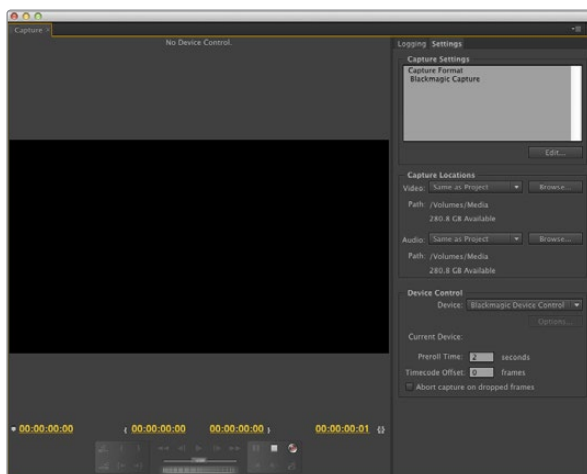 Capture ×
No Device Control.
Logging Settings
Capture Settings
Capture Format
Blackmagic Capture
Edit...
Capture Locations
Video: Same as Project Browse...
Path: /Volumes/Media
280.8 GB Available
Audio: Same as Project Browse...
Path: /Volumes/Media
280.8 GB Available
Device Control
Device: Blackmagic Device Control
Options...
Current Device:
Preroll Time: 2 seconds
Timecode Offset: 0 frames
Abort capture on dropped frames
00:00:00:00 { 00:00:00:00 00:00:00:00 } 00:00:00:01 {}